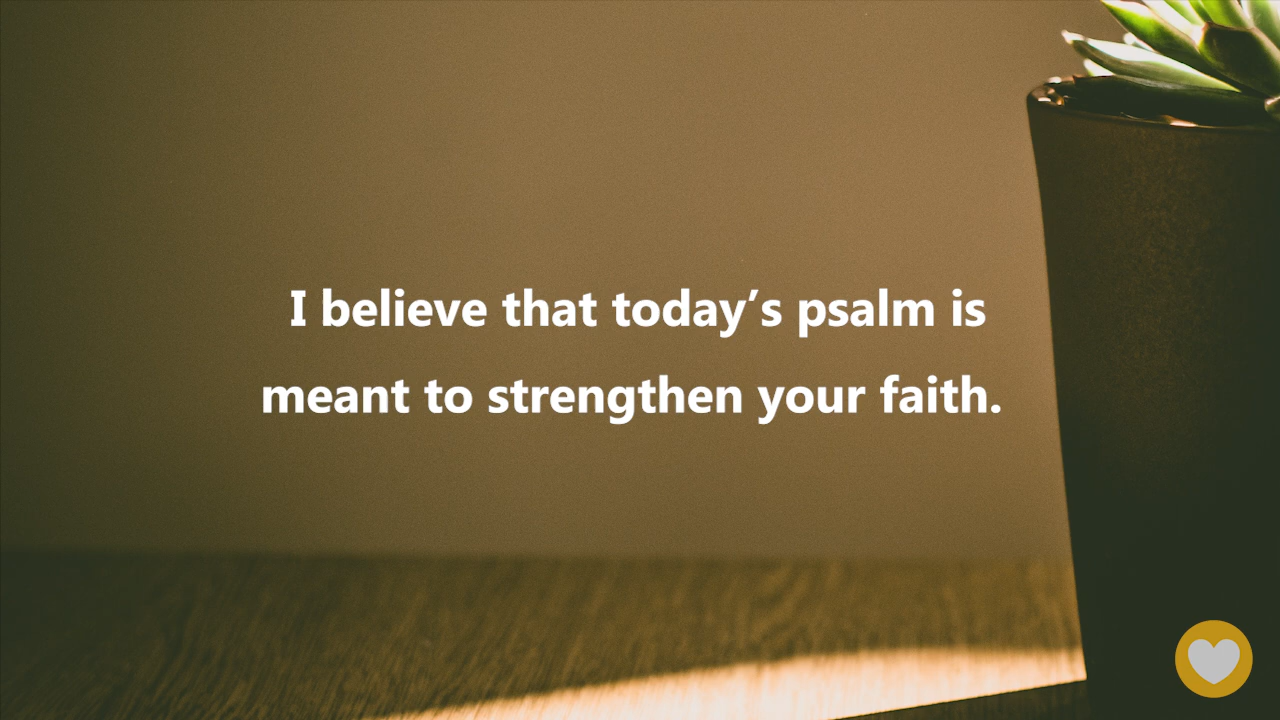 I believe that today’s psalm is
meant to strengthen your faith.